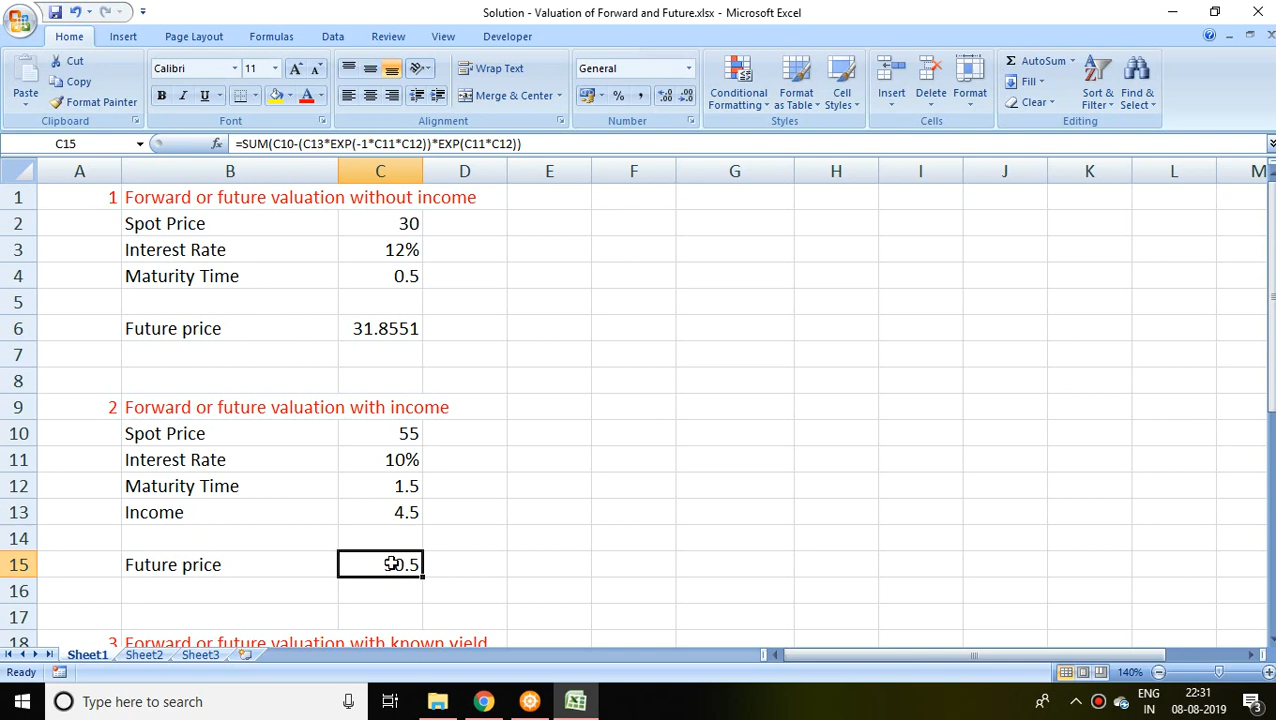 Solution - Valuation of Forward and Future.xlsx - Microsoft Excel
Home Insert Page Layout Formulas Data Review View Developer
Paste Cut Copy Format Painter Clipboard
Calibri 11 B I U Font
Wrap Text Merge & Center Alignment
General % , Number
Conditional Formatting Format as Table Cell Styles Styles
Insert Delete Format Cells
Σ AutoSum Fill Clear Sort & Filter Find & Select Editing
C15 fx =SUM(C10-(C13*EXP(-1*C11*C12))*EXP(C11*C12))
A B C D E F G H I J K L M
1 1 Forward or future valuation without income
2 Spot Price 30
3 Interest Rate 12%
4 Maturity Time 0.5
5
6 Future price 31.8551
7
8
9 2 Forward or future valuation with income
10 Spot Price 55
11 Interest Rate 10%
12 Maturity Time 1.5
13 Income 4.5
14
15 Future price
16
17
18 3 Forward or future valuation with known yield
Sheet1 Sheet2 Sheet3
Ready 140%
Type here to search ENG IN 22:31 08-08-2019 3